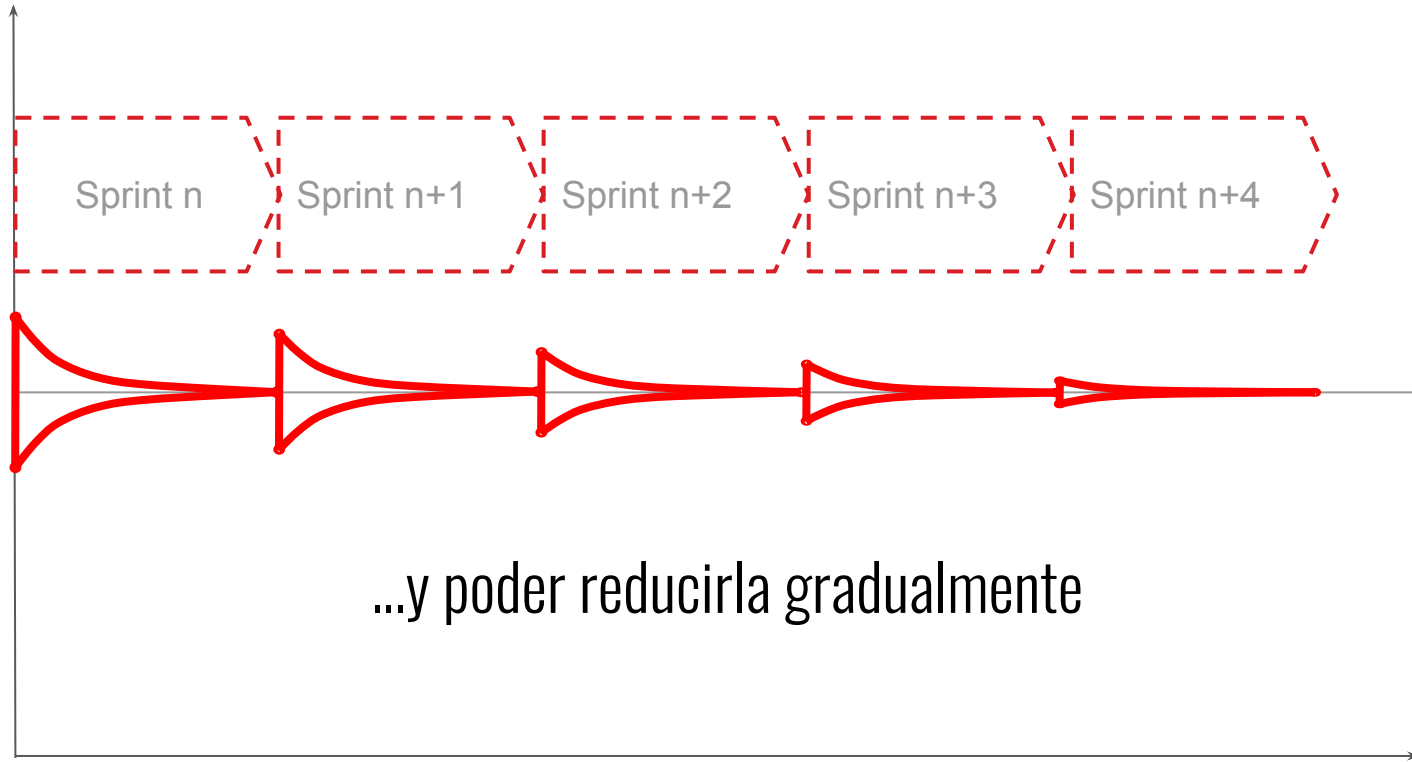 Sprint n
Sprint n+1
Sprint n+2
Sprint n+3
Sprint n+4
...y poder reducirla gradualmente